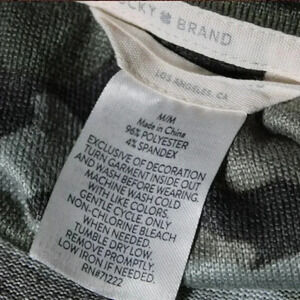 CKY BRAND
LOS ANGELES, CA
M/M
Made in China
96% POLYESTER
4% SPANDEX
EXCLUSIVE OF DECORATION
TURN GARMENT INSIDE OUT
AND WASH BEFORE WEARING.
MACHINE WASH COLD
WITH LIKE COLORS.
GENTLE CYCLE. ONLY
NON-CHLORINE BLEACH
WHEN NEEDED.
TUMBLE DRY LOW.
REMOVE PROMPTLY.
LOW IRON IF NEEDED.
RN#71222